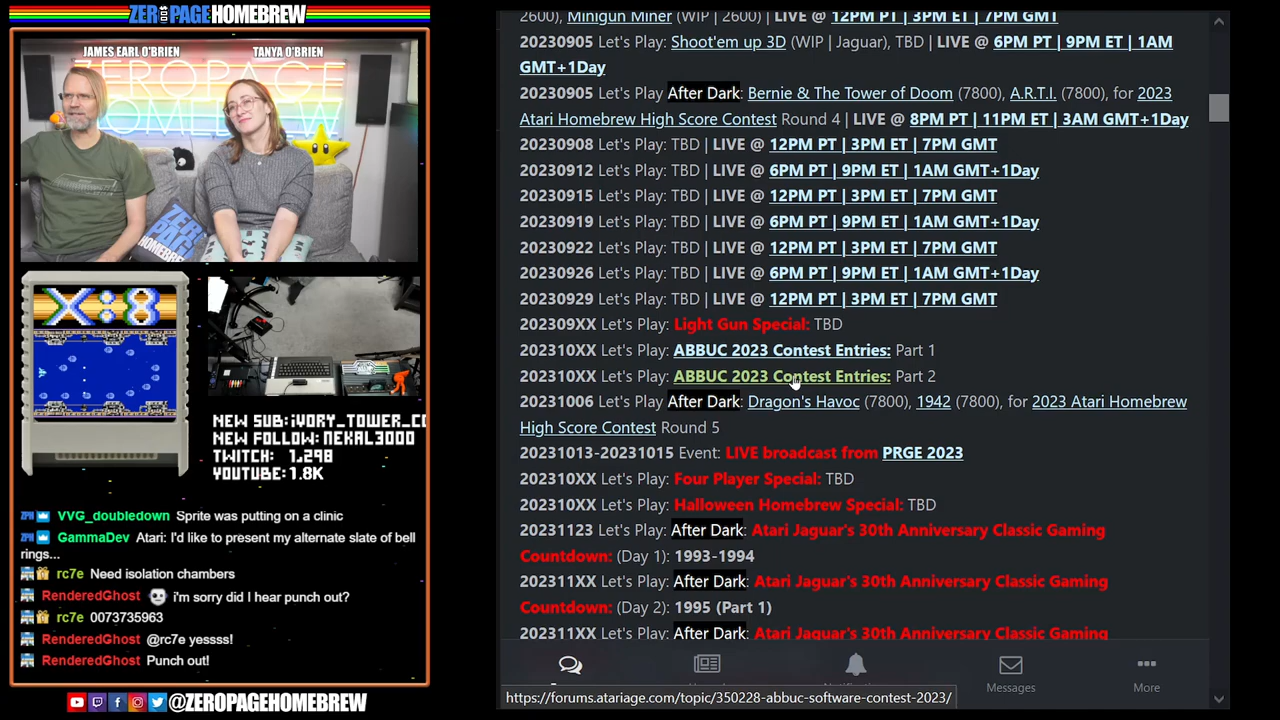 ZERO PAGE HOMEBREW
JAMES EARL O'BRIEN
TANYA O'BRIEN
ZEROPAGE
HOMEBREW
ZERO
HOMEBREW
X:8
NEW SUB: IVORY_TOWER_CO
NEW FOLLOW: NEKAL3000
TWITCH: 1,298
YOUTUBE: 1.8K
VVG_doubledown Sprite was putting on a clinic
GammaDev Atari: I'd like to present my alternate slate of bell
rings...
rc7e Need isolation chambers
RenderedGhost i'm sorry did I hear punch out?
rc7e 0073735963
RenderedGhost @rc7e yessss!
RenderedGhost Punch out!
@ZEROPAGEHOMEBREW
2600), Minigun Miner (WIP | 2600) | LIVE @ 12PM PT | 3PM ET | 7PM GMT
20230905 Let's Play: Shoot'em up 3D (WIP | Jaguar), TBD | LIVE @ 6PM PT | 9PM ET | 1AM
GMT+1Day
20230905 Let's Play After Dark: Bernie & The Tower of Doom (7800), A.R.T.I. (7800), for 2023
Atari Homebrew High Score Contest Round 4 | LIVE @ 8PM PT | 11PM ET | 3AM GMT+1Day
20230908 Let's Play: TBD | LIVE @ 12PM PT | 3PM ET | 7PM GMT
20230912 Let's Play: TBD | LIVE @ 6PM PT | 9PM ET | 1AM GMT+1Day
20230915 Let's Play: TBD | LIVE @ 12PM PT | 3PM ET | 7PM GMT
20230919 Let's Play: TBD | LIVE @ 6PM PT | 9PM ET | 1AM GMT+1Day
20230922 Let's Play: TBD | LIVE @ 12PM PT | 3PM ET | 7PM GMT
20230926 Let's Play: TBD | LIVE @ 6PM PT | 9PM ET | 1AM GMT+1Day
20230929 Let's Play: TBD | LIVE @ 12PM PT | 3PM ET | 7PM GMT
202309XX Let's Play: Light Gun Special: TBD
202310XX Let's Play: ABBUC 2023 Contest Entries: Part 1
202310XX Let's Play: ABBUC 2023 Contest Entries: Part 2
20231006 Let's Play After Dark: Dragon's Havoc (7800), 1942 (7800), for 2023 Atari Homebrew
High Score Contest Round 5
20231013-20231015 Event: LIVE broadcast from PRGE 2023
202310XX Let's Play: Four Player Special: TBD
202310XX Let's Play: Halloween Homebrew Special: TBD
20231123 Let's Play: After Dark: Atari Jaguar's 30th Anniversary Classic Gaming
Countdown: (Day 1): 1993-1994
202311XX Let's Play: After Dark: Atari Jaguar's 30th Anniversary Classic Gaming
Countdown: (Day 2): 1995 (Part 1)
202311XX Let's Play: After Dark: Atari Jaguar's 30th Anniversary Classic Gaming
Messages
More
https://forums.atariage.com/topic/350228-abbuc-software-contest-2023/